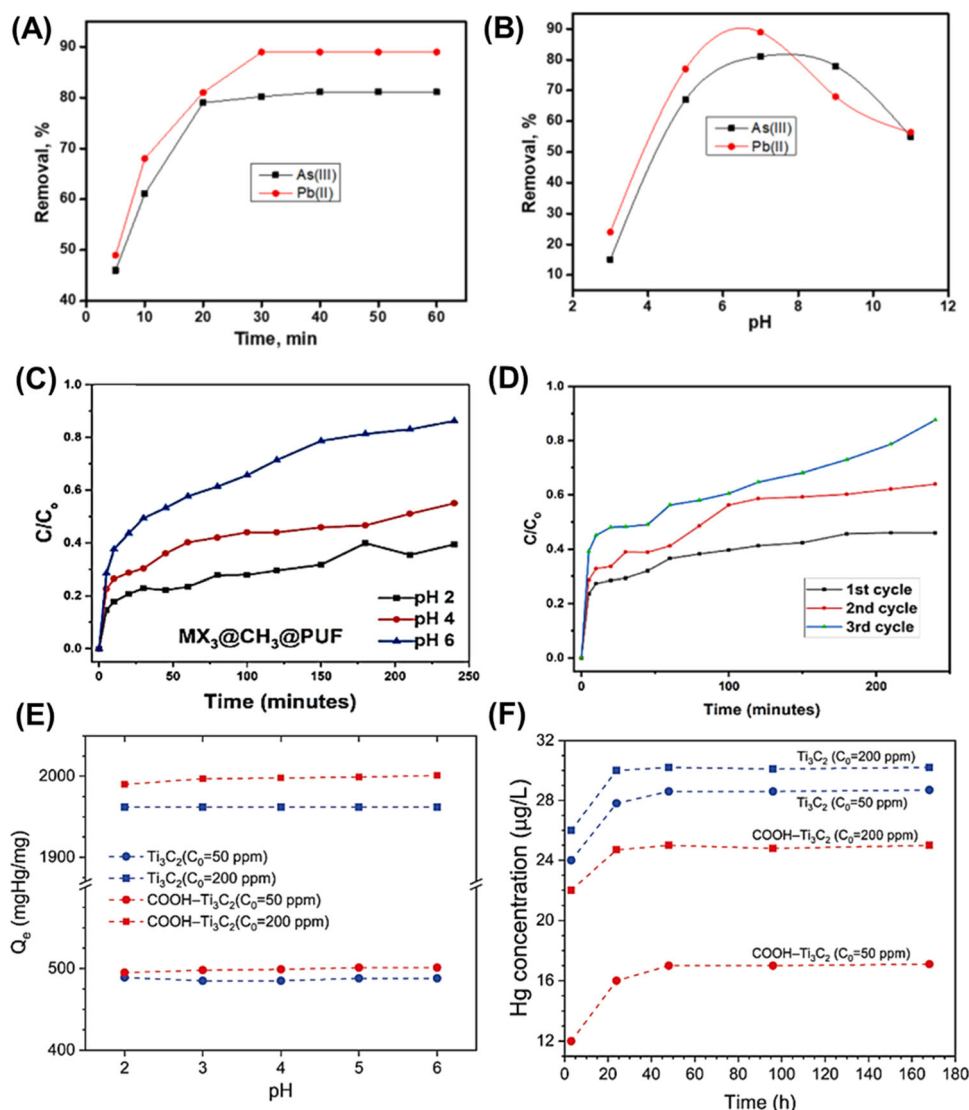 (A)
90
80
70
60
50
40
Removal, %
As(III)
Pb(II)
0 10 20 30 40 50 60
Time, min
(B)
90
80
70
60
50
40
30
20
10
Removal, %
As(III)
Pb(II)
2 4 6 8 10 12
pH
(C)
1.0
0.8
0.6
0.4
0.2
0.0
C/Co
pH 2
pH 4
pH 6
MX₃@CH₃@PUF
0 50 100 150 200 250
Time (minutes)
(D)
1.0
0.8
0.6
0.4
0.2
0.0
C/Co
1st cycle
2nd cycle
3rd cycle
0 100 200
Time (minutes)
(E)
2000
1900
500
400
Qₑ (mgHg/mg)
Ti₃C₂(C₀=50 ppm)
Ti₃C₂(C₀=200 ppm)
COOH–Ti₃C₂(C₀=50 ppm)
COOH–Ti₃C₂(C₀=200 ppm)
2 3 4 5 6
pH
(F)
32
28
24
20
16
12
Hg concentration (µg/L)
Ti₃C₂ (C₀=200 ppm)
Ti₃C₂ (C₀=50 ppm)
COOH–Ti₃C₂ (C₀=200 ppm)
COOH–Ti₃C₂ (C₀=50 ppm)
0 20 40 60 80 100 120 140 160 180
Time (h)